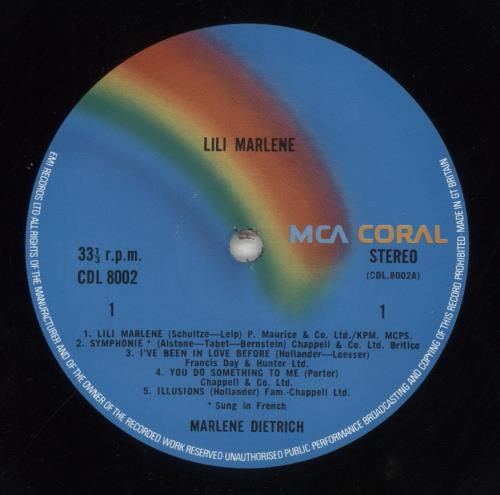 LILI MARLENE
MCA CORAL
33⅓ r.p.m.
CDL 8002
STEREO
(CDL.8002A)
1
1
1. LILI MARLENE (Schultze—Leip) P. Maurice & Co. Ltd./KPM. MCPS.
2. SYMPHONIE * (Alstone—Tabet—Bernstein) Chappell & Co. Ltd. Britico
3. I'VE BEEN IN LOVE BEFORE (Hollander—Loesser)
Francis Day & Hunter Ltd.
4. YOU DO SOMETHING TO ME (Porter)
Chappell & Co. Ltd.
5. ILLUSIONS (Hollander) Fam.-Chappell Ltd.
* Sung in French
MARLENE DIETRICH
EMI RECORDS LTD ALL RIGHTS OF THE MANUFACTURER AND OF THE OWNER OF THE RECORDED WORK RESERVED·UNAUTHORISED PUBLIC PERFORMANCE BROADCASTING AND COPYING OF THIS RECORD PROHIBITED. MADE IN GT BRITAIN